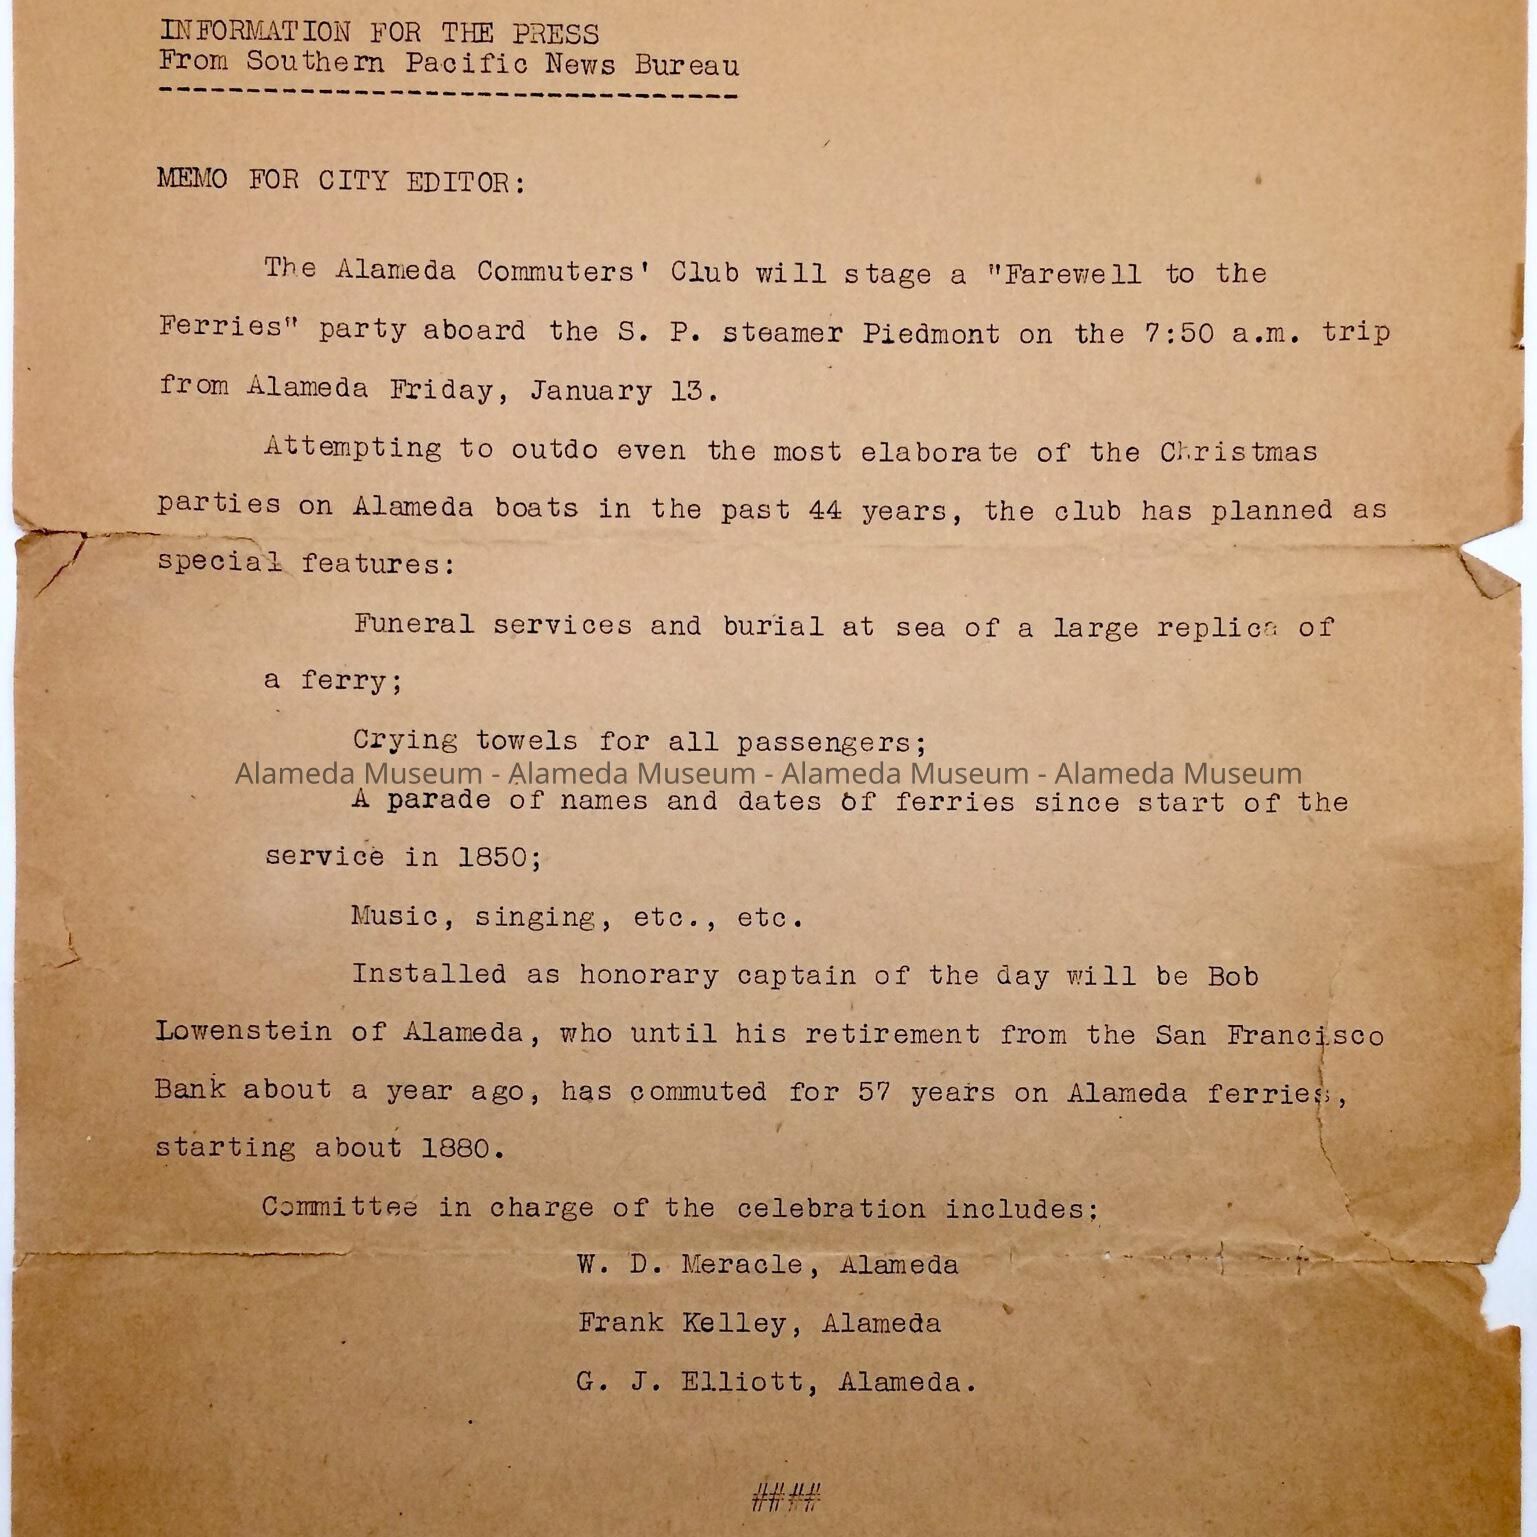 INFORMATION FOR THE PRESS
From Southern Pacific News Bureau
---------------------------------
MEMO FOR CITY EDITOR:
The Alameda Commuters' Club will stage a "Farewell to the
Ferries" party aboard the S. P. steamer Piedmont on the 7:50 a.m. trip
from Alameda Friday, January 13.
Attempting to outdo even the most elaborate of the Christmas
parties on Alameda boats in the past 44 years, the club has planned as
special features:
Funeral services and burial at sea of a large replica of
a ferry;
Crying towels for all passengers;
Alameda Museum - Alameda Museum - Alameda Museum - Alameda Museum
A parade of names and dates of ferries since start of the
service in 1850;
Music, singing, etc., etc.
Installed as honorary captain of the day will be Bob
Lowenstein of Alameda, who until his retirement from the San Francisco
Bank about a year ago, has commuted for 57 years on Alameda ferries,
starting about 1880.
Committee in charge of the celebration includes:
W. D. Meracle, Alameda
Frank Kelley, Alameda
G. J. Elliott, Alameda.
####